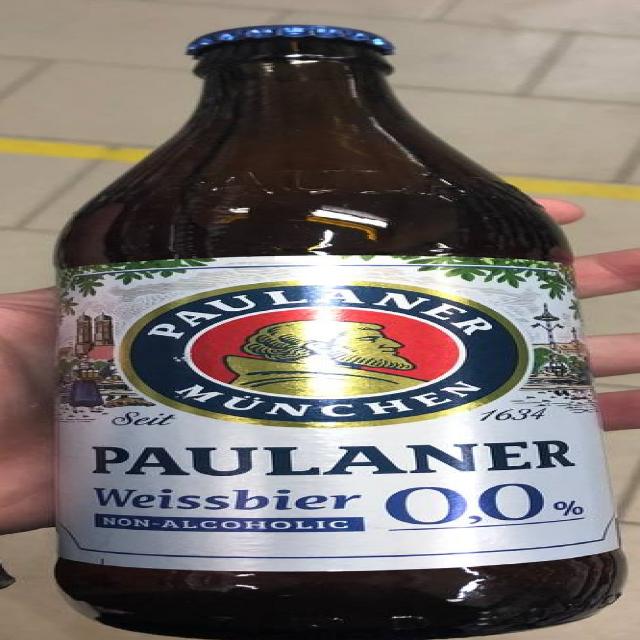 PAULANER
MÜNCHEN
Seit 1634
PAULANER
Weissbier 0,0%
NON-ALCOHOLIC